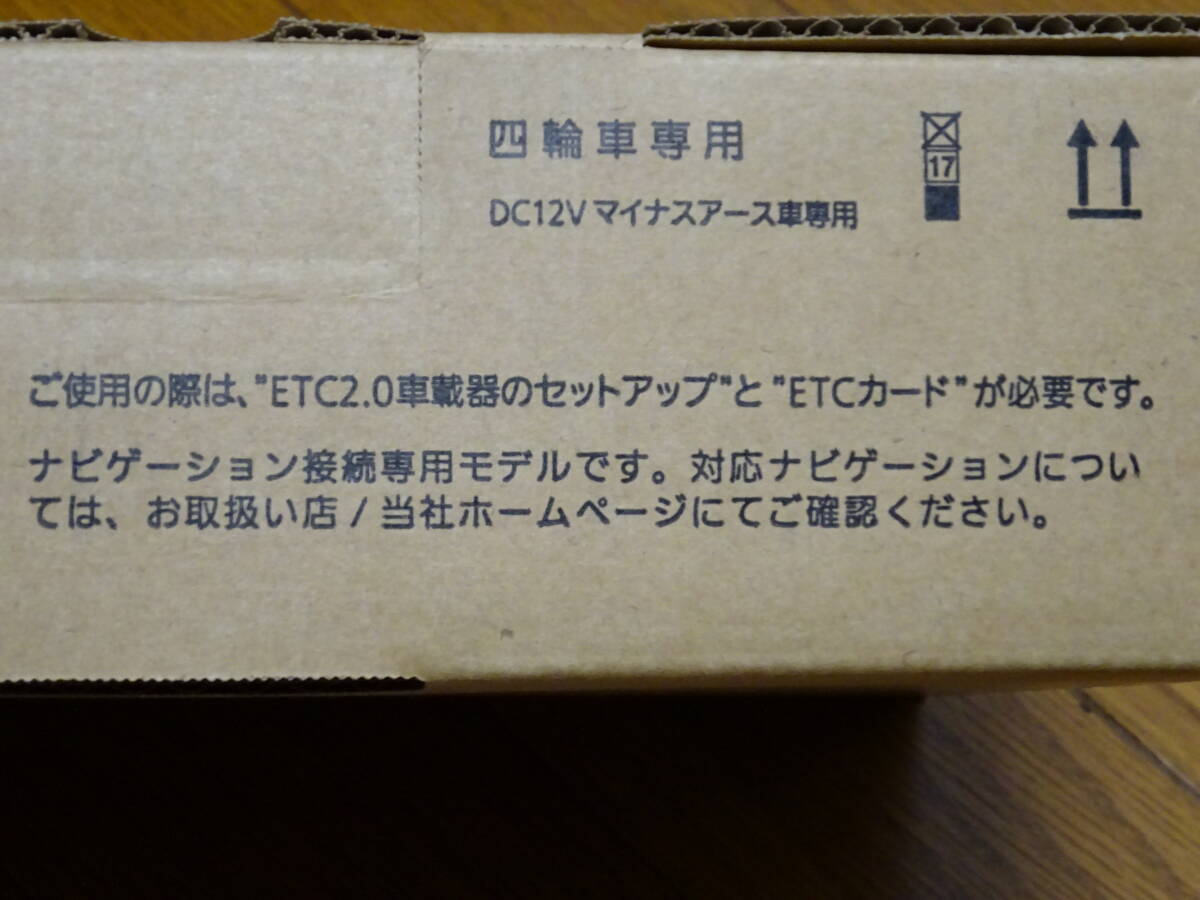 四輪車専用
17
DC12V マイナスアース車専用
ご使用の際は、"ETC2.0車載器のセットアップ"と"ETCカード"が必要です。
ナビゲーション接続専用モデルです。対応ナビゲーションについ
ては、お取扱い店/当社ホームページにてご確認ください。